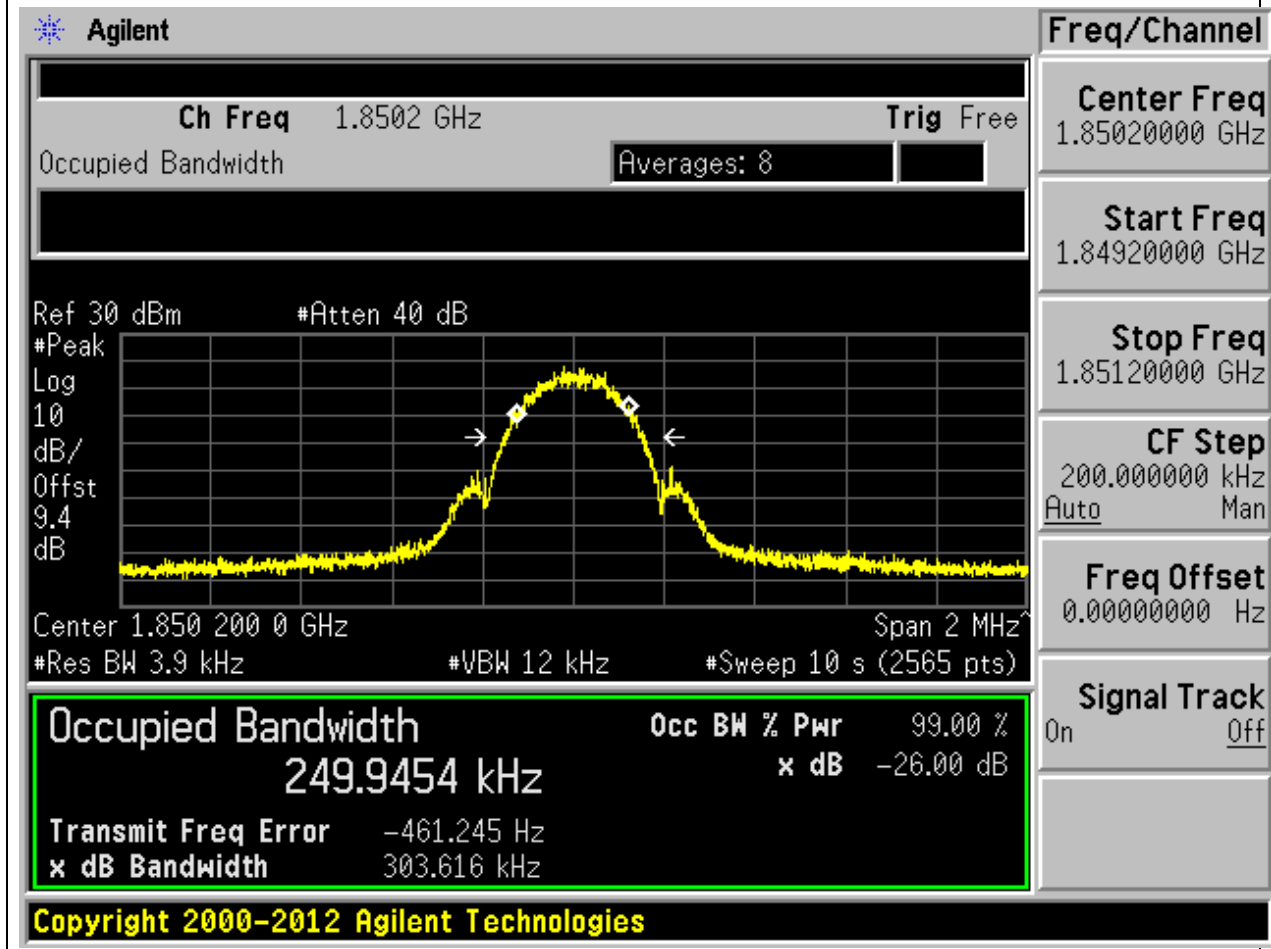 Agilent
Freq/Channel
Ch Freq 1.8502 GHz Trig Free
Occupied Bandwidth Averages: 8
Center Freq
1.85020000 GHz
Start Freq
1.84920000 GHz
Stop Freq
1.85120000 GHz
CF Step
200.000000 kHz
Auto Man
Freq Offset
0.00000000 Hz
Signal Track
On Off
Ref 30 dBm #Atten 40 dB
#Peak
Log
10
dB/
Offst
9.4
dB
Center 1.850 200 0 GHz Span 2 MHz^
#Res BW 3.9 kHz #VBW 12 kHz #Sweep 10 s (2565 pts)
Occupied Bandwidth Occ BW % Pwr 99.00 %
249.9454 kHz x dB -26.00 dB
Transmit Freq Error -461.245 Hz
x dB Bandwidth 303.616 kHz
Copyright 2000-2012 Agilent Technologies